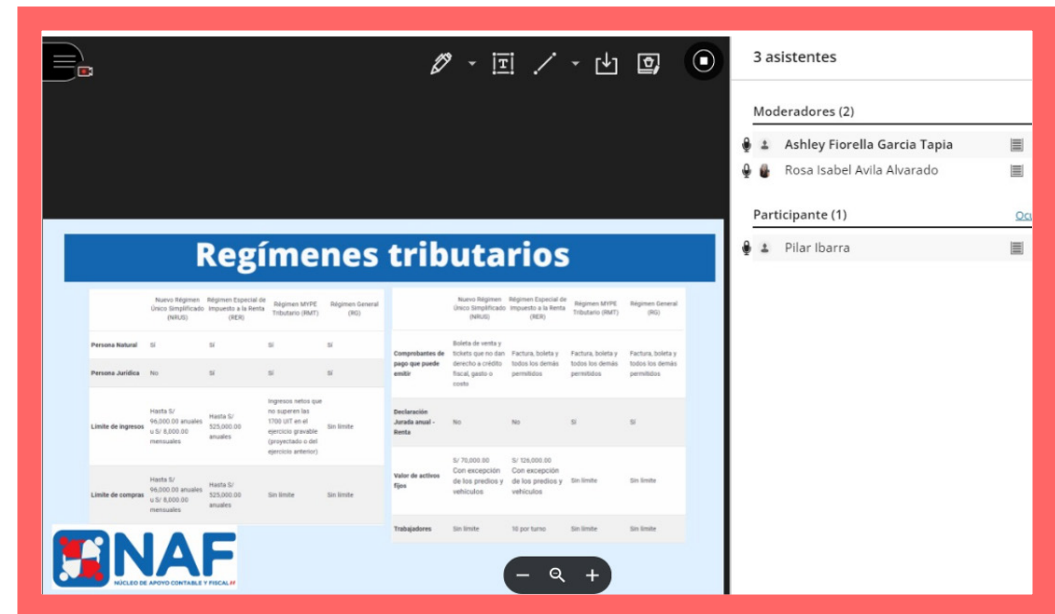 3 asistentes
Moderadores (2)
Ashley Fiorella Garcia Tapia
Rosa Isabel Avila Alvarado
Participante (1)
Ocu
Pilar Ibarra
Regímenes tributarios
Nuevo Régimen Único Simplificado (NRUS)
Régimen Especial de Impuesto a la Renta (RER)
Régimen MYPE Tributario (RMT)
Régimen General (RG)
Persona Natural Sí Sí Sí Sí
Persona Jurídica No Sí Sí Sí
Límite de ingresos
Hasta S/ 96,000.00 anuales u S/ 8,000.00 mensuales
Hasta S/ 525,000.00 anuales
Ingresos netos que no superen las 1700 UIT en el ejercicio gravable (proyectado o del ejercicio anterior)
Sin límite
Límite de compras
Hasta S/ 96,000.00 anuales u S/ 8,000.00 mensuales
Hasta S/ 525,000.00 anuales
Sin límite
Sin límite
Nuevo Régimen Único Simplificado (NRUS)
Régimen Especial de Impuesto a la Renta (RER)
Régimen MYPE Tributario (RMT)
Régimen General (RG)
Comprobantes de pago que puede emitir
Boleta de venta y tickets que no dan derecho a crédito fiscal, gasto o costo
Factura, boleta y todos los demás permitidos
Factura, boleta y todos los demás permitidos
Factura, boleta y todos los demás permitidos
Declaración Jurada anual - Renta
No No Sí Sí
Valor de activos fijos
S/ 70,000.00 Con excepción de los predios y vehículos
S/ 126,000.00 Con excepción de los predios y vehículos
Sin límite
Sin límite
Trabajadores Sin límite 10 por turno Sin límite Sin límite
NAF
NÚCLEO DE APOYO CONTABLE Y FISCAL